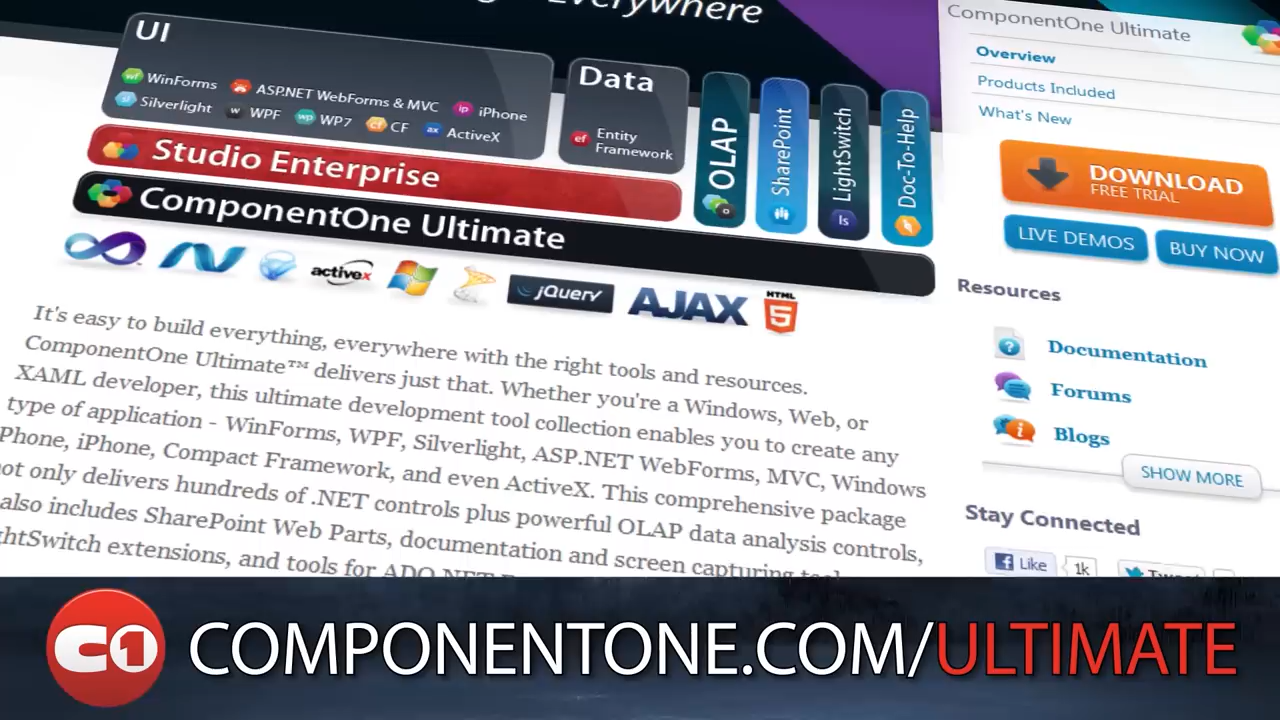 Everywhere
UI
WinForms ASP.NET WebForms & MVC iPhone
Silverlight WPF WP7 CF ActiveX
Data
Entity
Framework
OLAP
SharePoint
LightSwitch
Doc-To-Help
Studio Enterprise
ComponentOne Ultimate
activex
jQuery
AJAX
HTML
5
It's easy to build everything, everywhere with the right tools and resources.
ComponentOne Ultimate™ delivers just that. Whether you're a Windows, Web, or
XAML developer, this ultimate development tool collection enables you to create any
type of application - WinForms, WPF, Silverlight, ASP.NET WebForms, MVC, Windows
Phone, iPhone, Compact Framework, and even ActiveX. This comprehensive package
not only delivers hundreds of .NET controls plus powerful OLAP data analysis controls,
also includes SharePoint Web Parts, documentation and screen capturing
ghtSwitch extensions, and tools for ADO.NET
ComponentOne Ultimate
Overview
Products Included
What's New
DOWNLOAD
FREE TRIAL
LIVE DEMOS BUY NOW
Resources
Documentation
Forums
Blogs
SHOW MORE
Stay Connected
Like 1k
C1 COMPONENTONE.COM/ULTIMATE